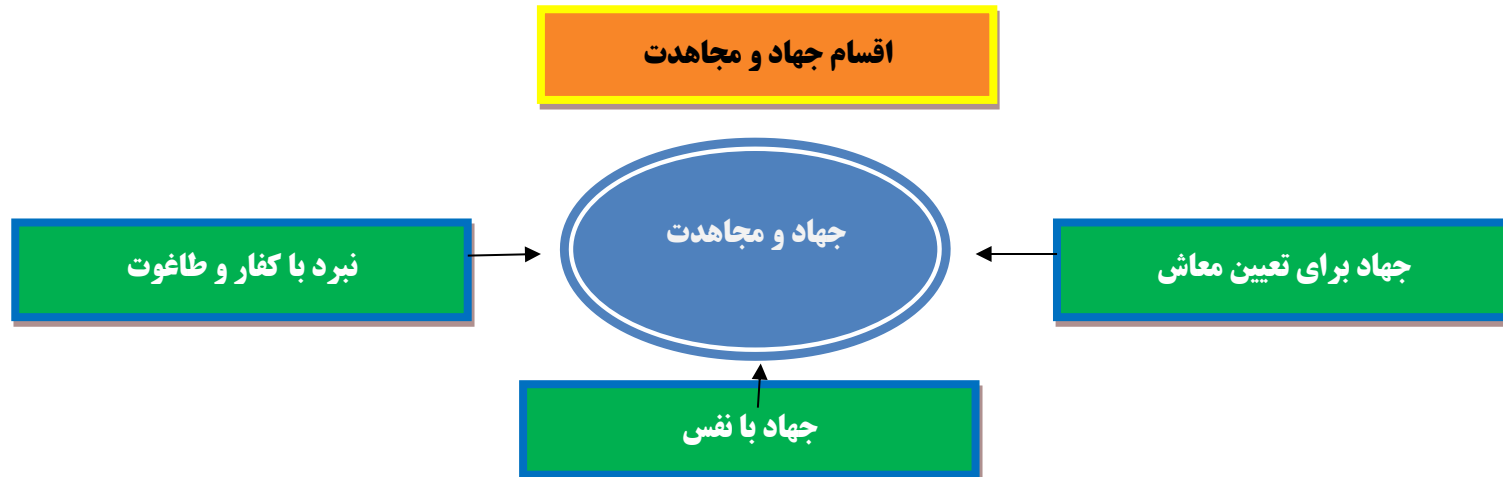 اقسام جهاد و مجاهدت
جهاد و مجاهدت
جهاد برای تعیین معاش
نبرد با کفار و طاغوت
جهاد با نفس